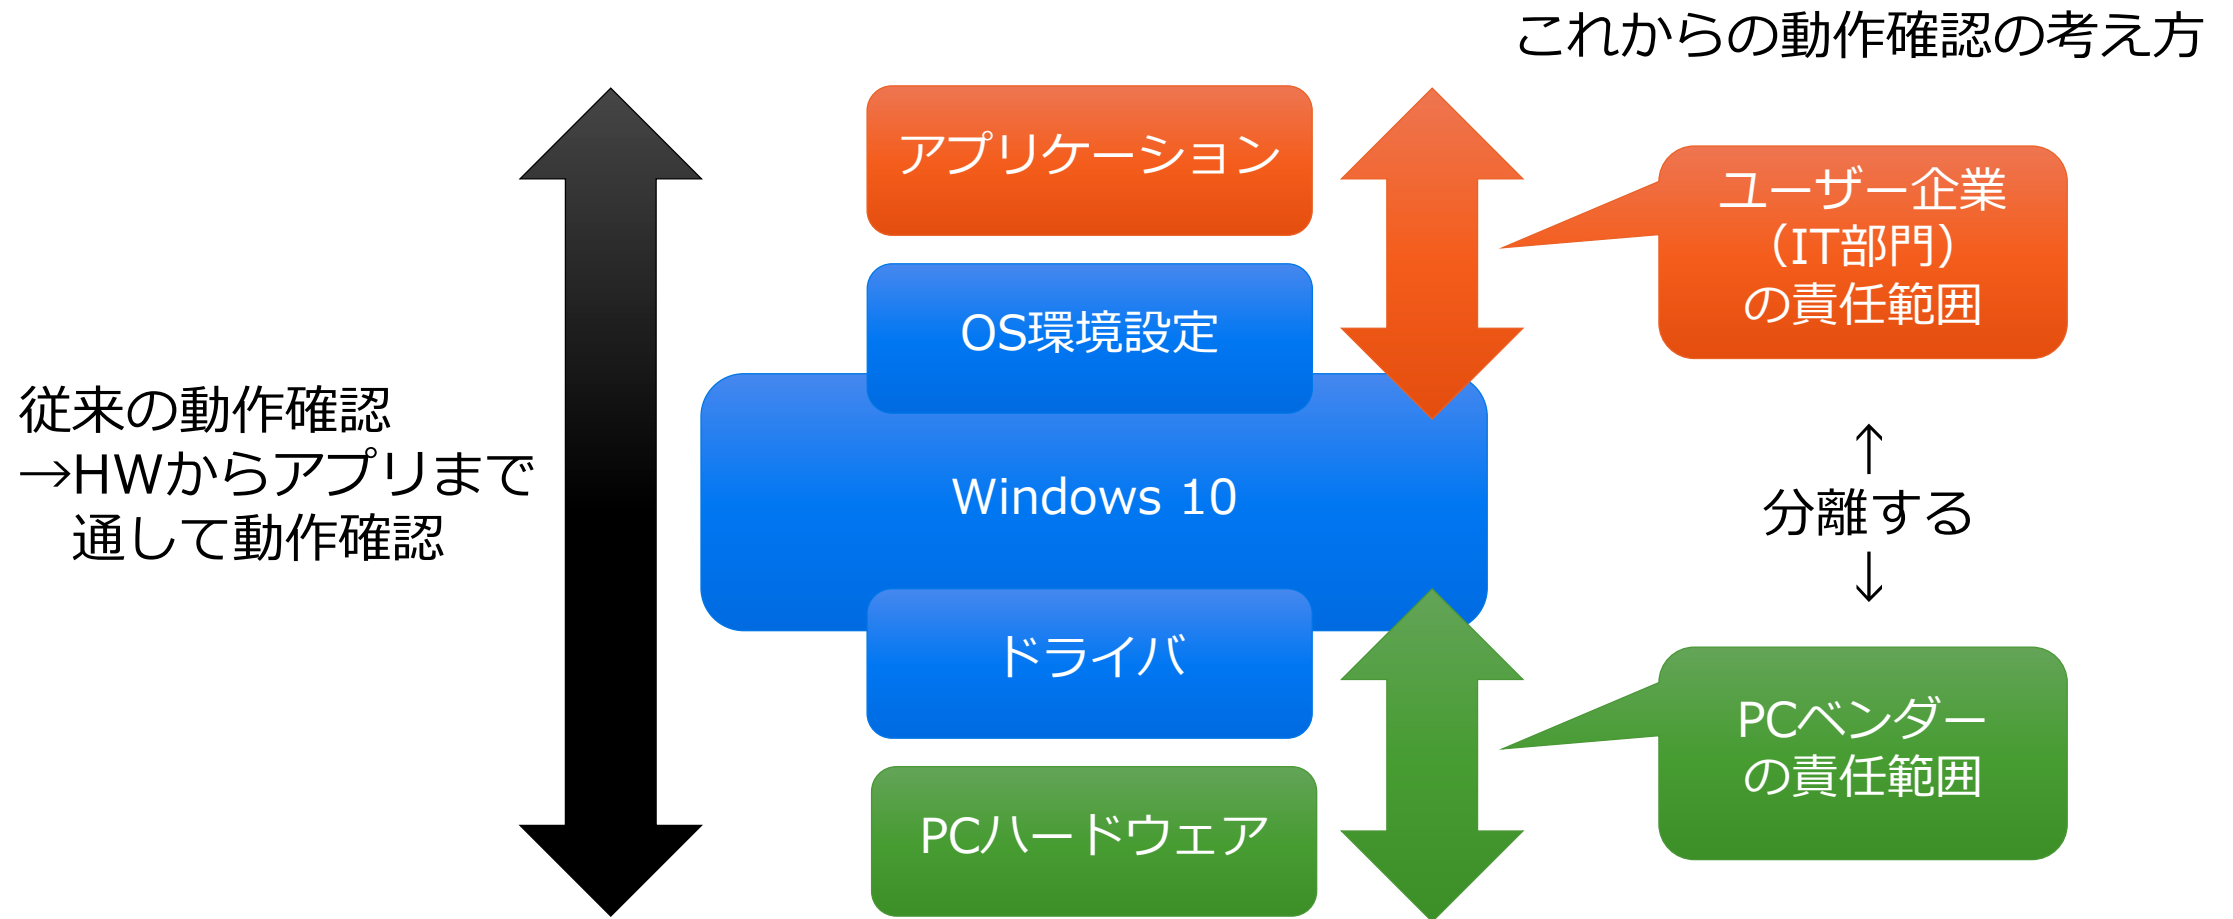 これからの動作確認の考え方
アプリケーション
ユーザー企業
（IT部門）
の責任範囲
OS環境設定
従来の動作確認
→HWからアプリまで
通して動作確認
Windows 10
↑
分離する
↓
ドライバ
PCベンダー
の責任範囲
PCハードウェア